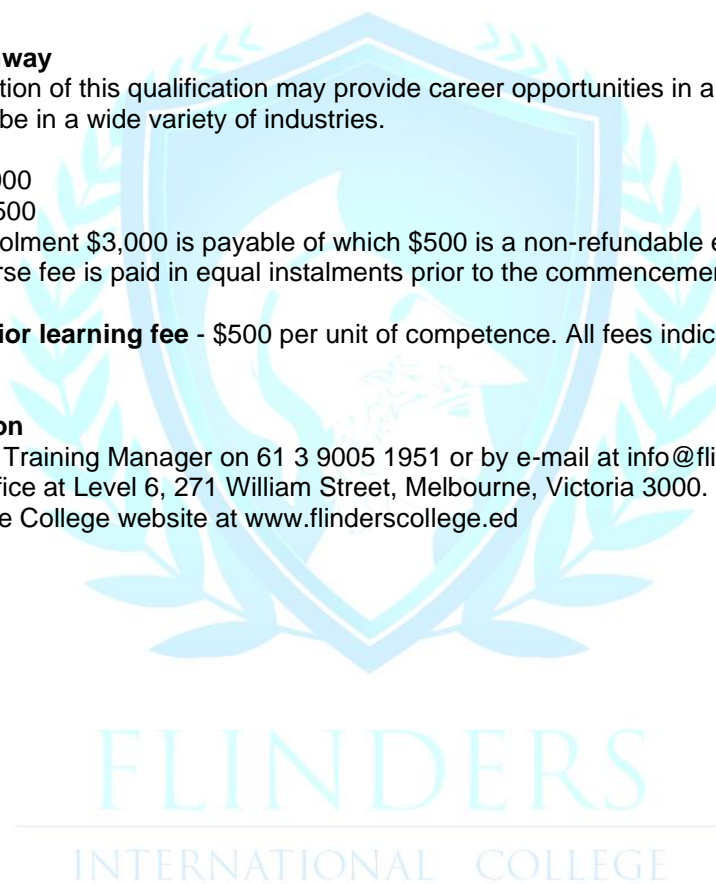 way
tion of this qualification may provide career opportunities in a
be in a wide variety of industries.
000
500
olment $3,000 is payable of which $500 is a non-refundable e
rse fee is paid in equal instalments prior to the commencemen
ior learning fee - $500 per unit of competence. All fees indic
on
Training Manager on 61 3 9005 1951 or by e-mail at info@fli
fice at Level 6, 271 William Street, Melbourne, Victoria 3000.
e College website at www.flinderscollege.ed
FLINDERS
INTERNATIONAL COLLEGE